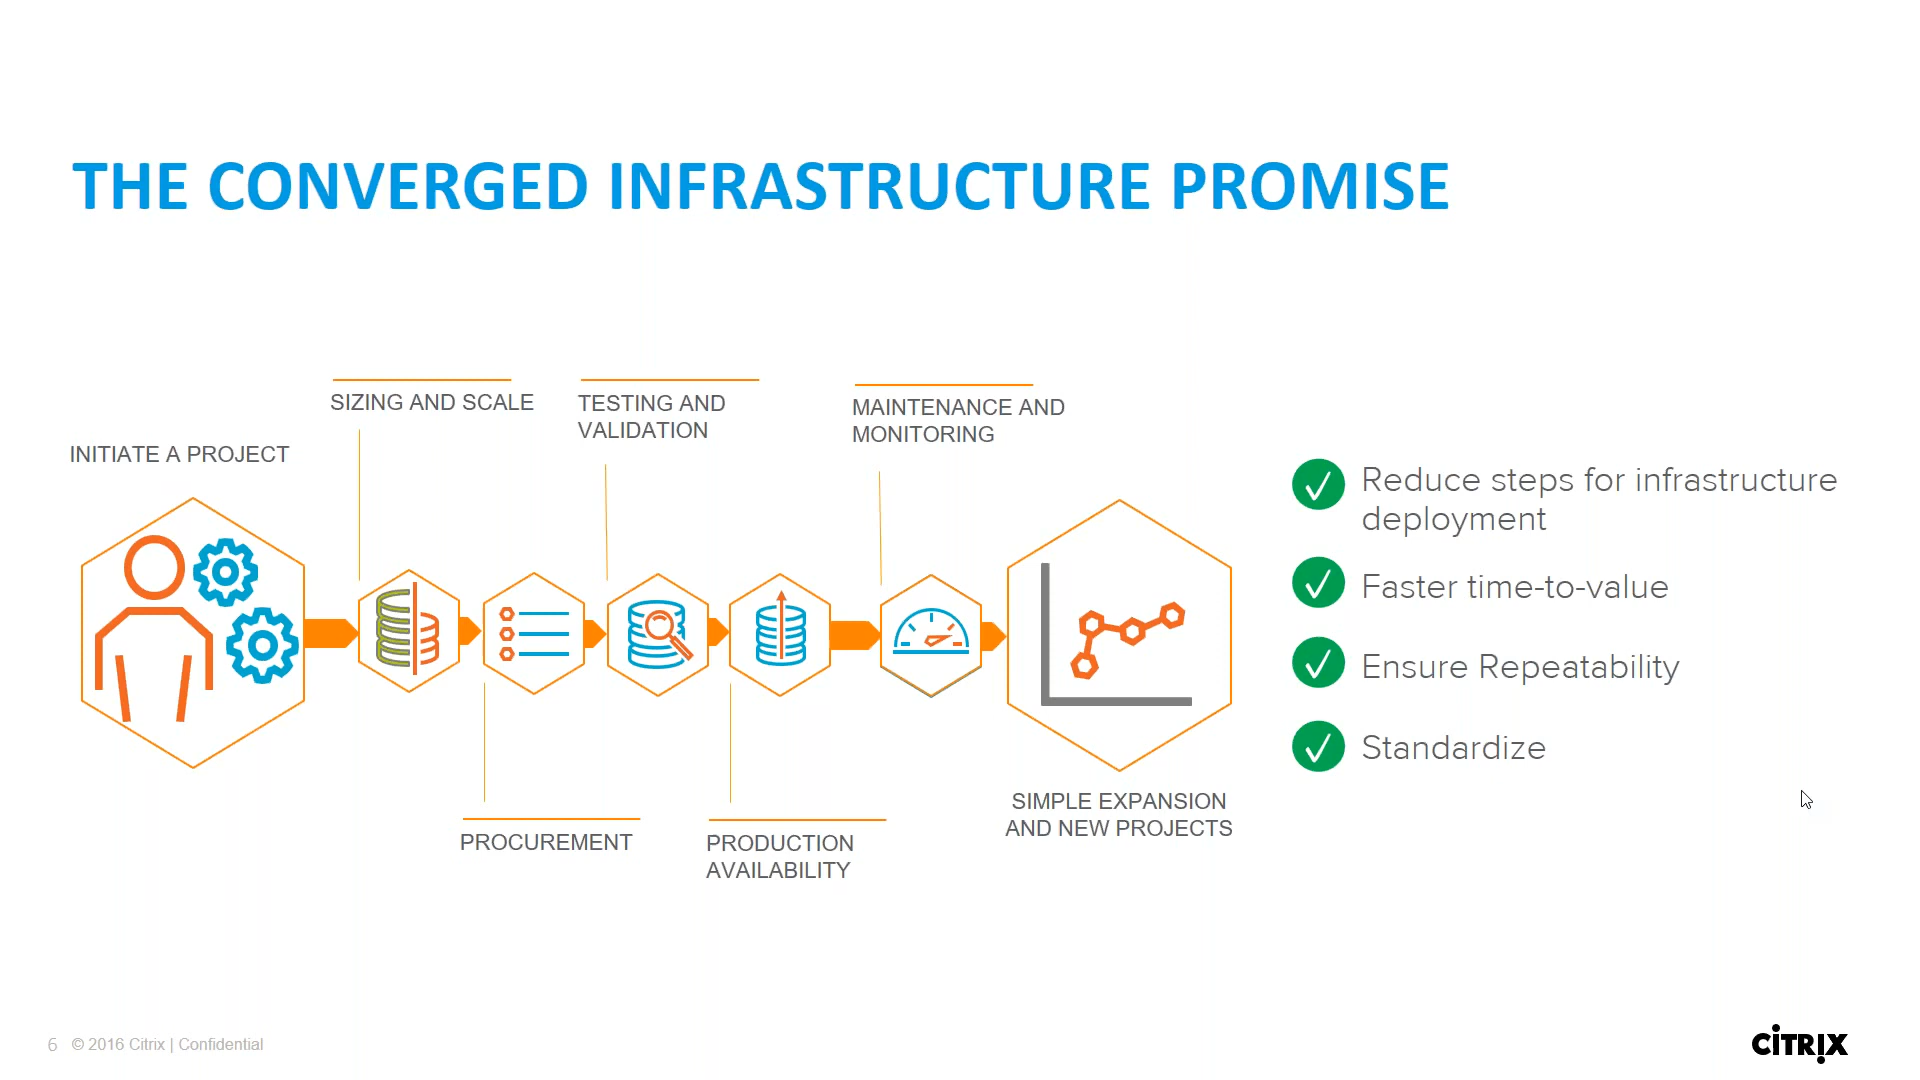 THE CONVERGED INFRASTRUCTURE PROMISE
INITIATE A PROJECT
SIZING AND SCALE
PROCUREMENT
TESTING AND
VALIDATION
PRODUCTION
AVAILABILITY
MAINTENANCE AND
MONITORING
SIMPLE EXPANSION
AND NEW PROJECTS
Reduce steps for infrastructure
deployment
Faster time-to-value
Ensure Repeatability
Standardize
6 © 2016 Citrix | Confidential
CiTRIX